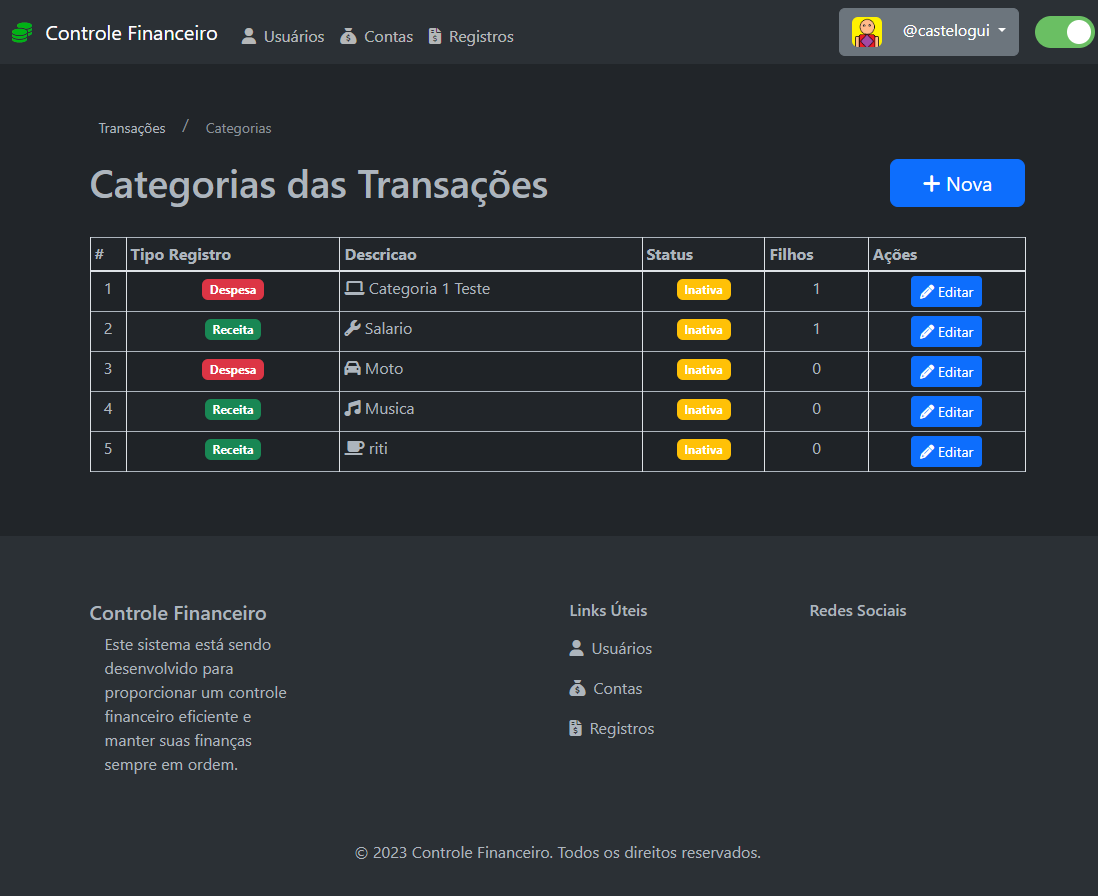 Controle Financeiro Usuários Contas Registros @castelogui
Transações / Categorias
Categorias das Transações
Nova
# Tipo Registro Descricao Status Filhos Ações
1 Despesa Categoria 1 Teste Inativa 1 Editar
2 Receita Salario Inativa 1 Editar
3 Despesa Moto Inativa 0 Editar
4 Receita Musica Inativa 0 Editar
5 Receita riti Inativa 0 Editar
Controle Financeiro
Este sistema está sendo
desenvolvido para
proporcionar um controle
financeiro eficiente e
manter suas finanças
sempre em ordem.
Links Úteis
Usuários
Contas
Registros
Redes Sociais
© 2023 Controle Financeiro. Todos os direitos reservados.